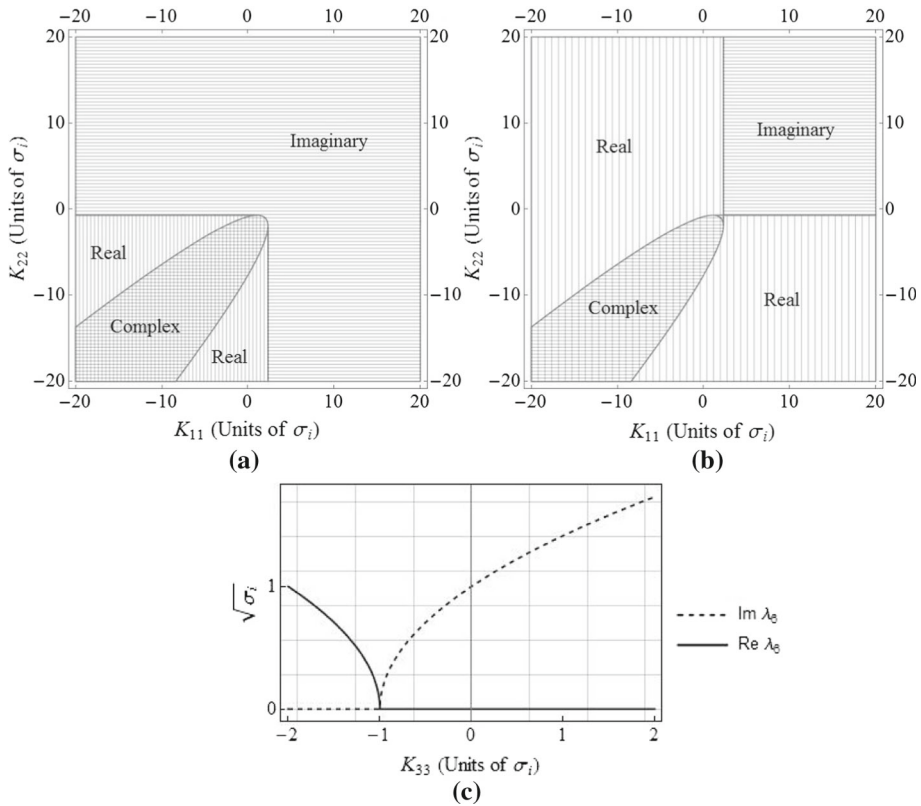 −20 −10 0 10 20 −20 −10 0 10 20
20 20 20 20
10 10 10 10
0 0 0 0
−10 −10 −10 −10
−20 −20 −20 −20
Imaginary
Real
Complex
Real
K22 (Units of σi)
Imaginary
Real
Complex
Real
K22 (Units of σi)
−20 −10 0 10 20 −20 −10 0 10 20
K11 (Units of σi) K11 (Units of σi)
(a) (b)
√σi
1
0
−2 −1 0 1 2
K33 (Units of σi)
Im λ6
Re λ6
(c)